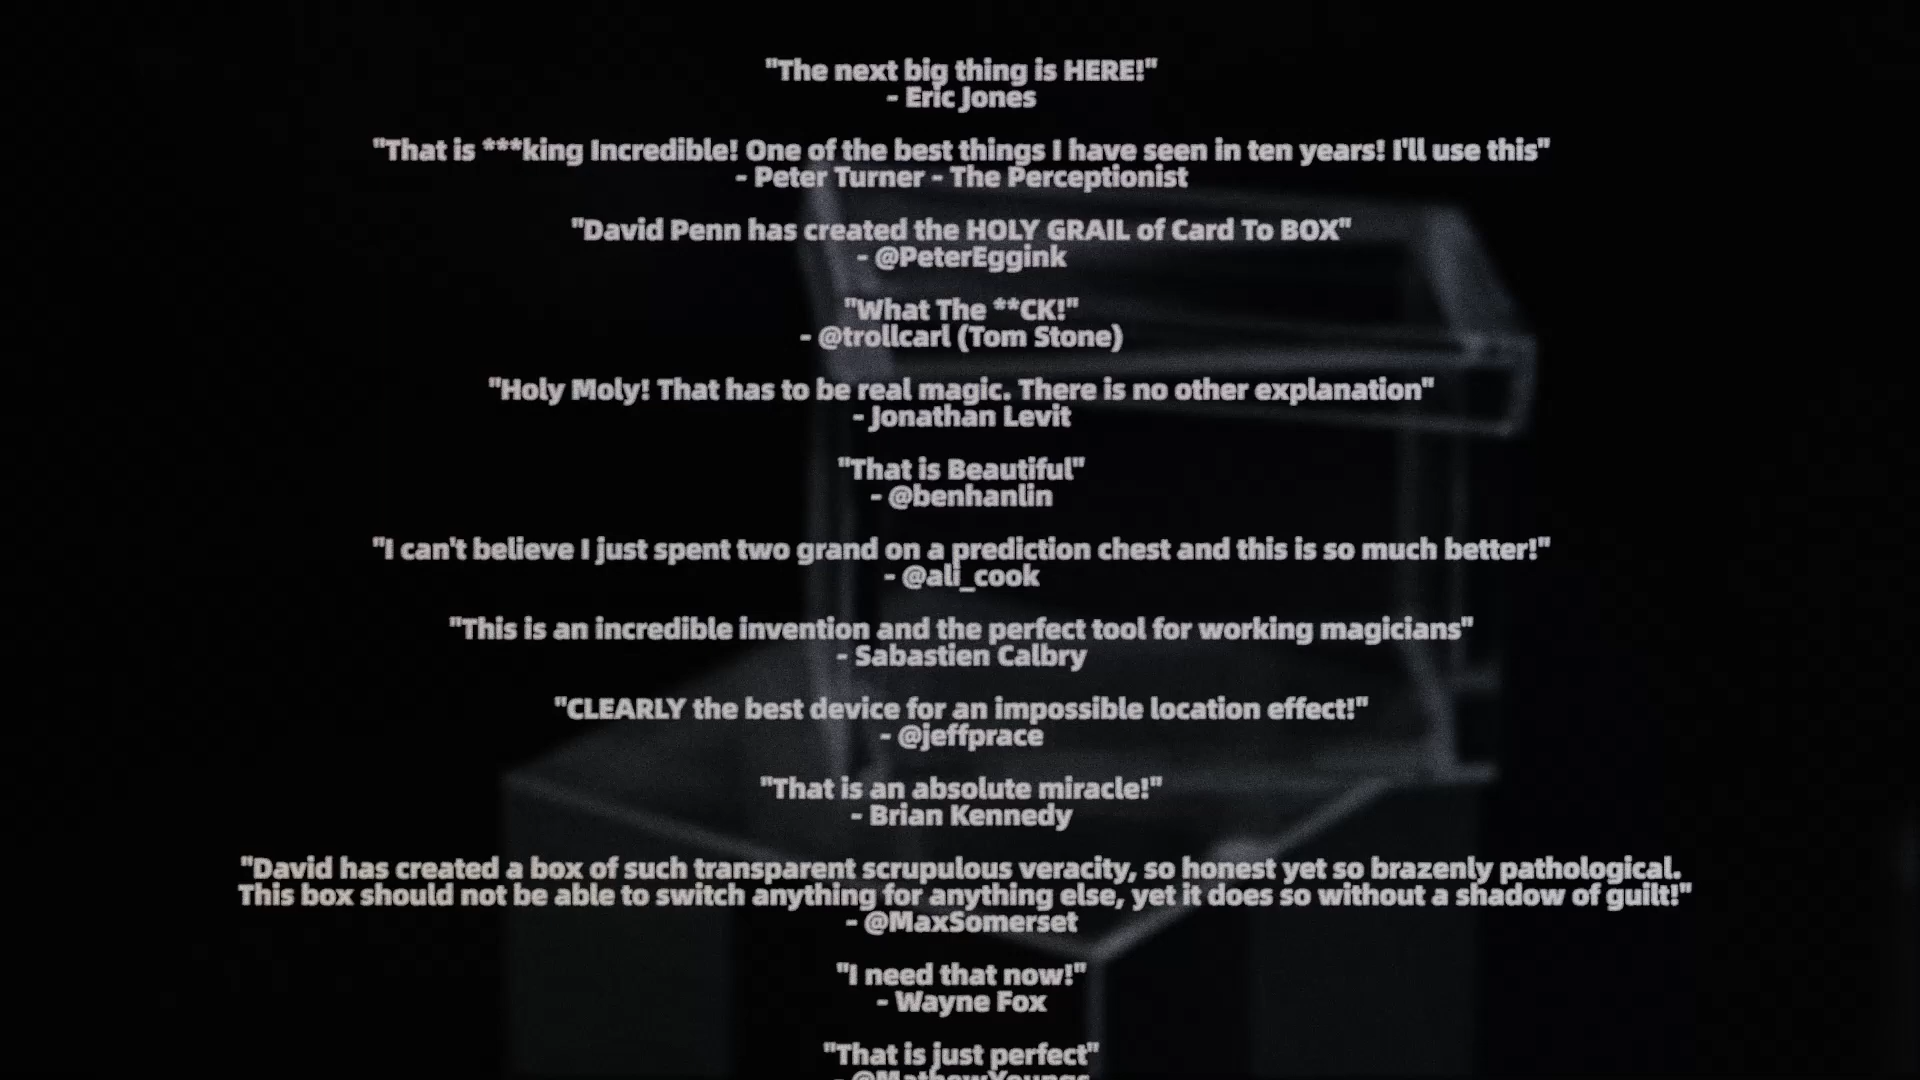 "The next big thing is HERE!"
- Eric Jones
"That is ***king Incredible! One of the best things I have seen in ten years! I'll use this"
- Peter Turner - The Perceptionist
"David Penn has created the HOLY GRAIL of Card To BOX"
- @PeterEggink
"What The **CK!"
- @trollcarl (Tom Stone)
"Holy Moly! That has to be real magic. There is no other explanation"
- Jonathan Levit
"That is Beautiful"
- @benhanlin
"I can't believe I just spent two grand on a prediction chest and this is so much better!"
- @ali_cook
"This is an incredible invention and the perfect tool for working magicians"
- Sabastien Calbry
"CLEARLY the best device for an impossible location effect!"
- @jeffprace
"That is an absolute miracle!"
- Brian Kennedy
"David has created a box of such transparent scrupulous veracity, so honest yet so brazenly pathological.
This box should not be able to switch anything for anything else, yet it does so without a shadow of guilt!"
- @MaxSomerset
"I need that now!"
- Wayne Fox
"That is just perfect"